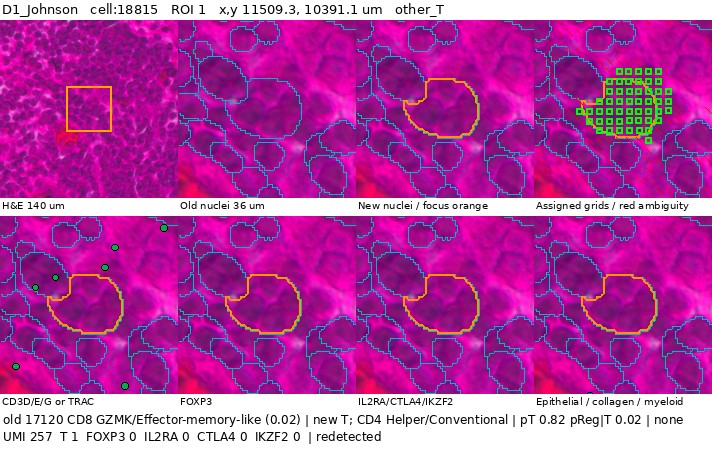 D1_Johnson cell:18815 ROI 1 x,y 11509.3, 10391.1 um other_T
H&E 140 um
Old nuclei 36 um
New nuclei / focus orange
Assigned grids / red ambiguity
CD3D/E/G or TRAC
FOXP3
IL2RA/CTLA4/IKZF2
Epithelial / collagen / myeloid
old 17120 CD8 GZMK/Effector-memory-like (0.02) | new T; CD4 Helper/Conventional | pT 0.82 pReg|T 0.02 | none
UMI 257 T 1 FOXP3 0 IL2RA 0 CTLA4 0 IKZF2 0 | redetected